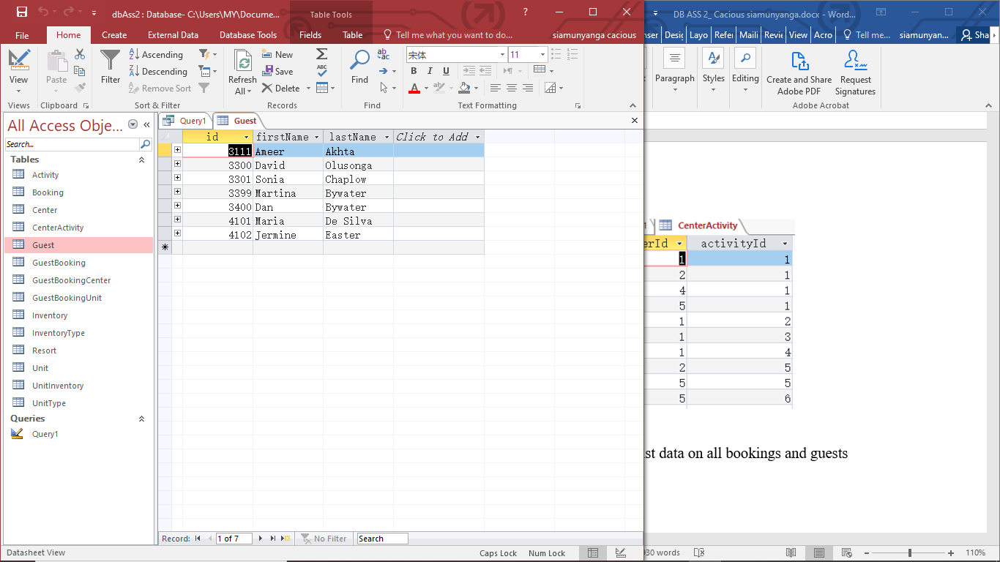 dbAss2 : Database- C:\Users\MY\Docume...
Table Tools
?
File
Home
Create
External Data
Database Tools
Fields
Table
Tell me what you want to do...
siamunyanga cacious
View
Views
Paste
Clipboard
Filter
Ascending
Descending
Remove Sort
Sort & Filter
Refresh
All
New
Save
Delete
Records
Find
Find
宋体
11
B I U
A
Text Formatting
All Access Obje...
Search...
Tables
Activity
Booking
Center
CenterActivity
Guest
GuestBooking
GuestBookingCenter
GuestBookingUnit
Inventory
InventoryType
Resort
Unit
UnitInventory
UnitType
Queries
Query1
Query1
Guest
id firstName lastName Click to Add
3111 Ameer Akhta
3300 David Olusonga
3301 Sonia Chaplow
3399 Martina Bywater
3400 Dan Bywater
4101 Maria De Silva
4102 Jermine Easter
Record: 1 of 7 No Filter Search
Datasheet View
Caps Lock Num Lock
DB ASS 2_ Cacious siamunyanga.docx - Word...
Layo
Maili
View
Acro
Tell me...
siamunyan...
Sha
Paragraph
Styles
Editing
Create and Share
Adobe PDF
Request
Signatures
Adobe Acrobat
CenterActivity
erId activityId
1 1
2 1
4 1
5 1
1 2
1 3
1 4
2 5
5 5
5 6
st data on all bookings and guests
930 words
110%